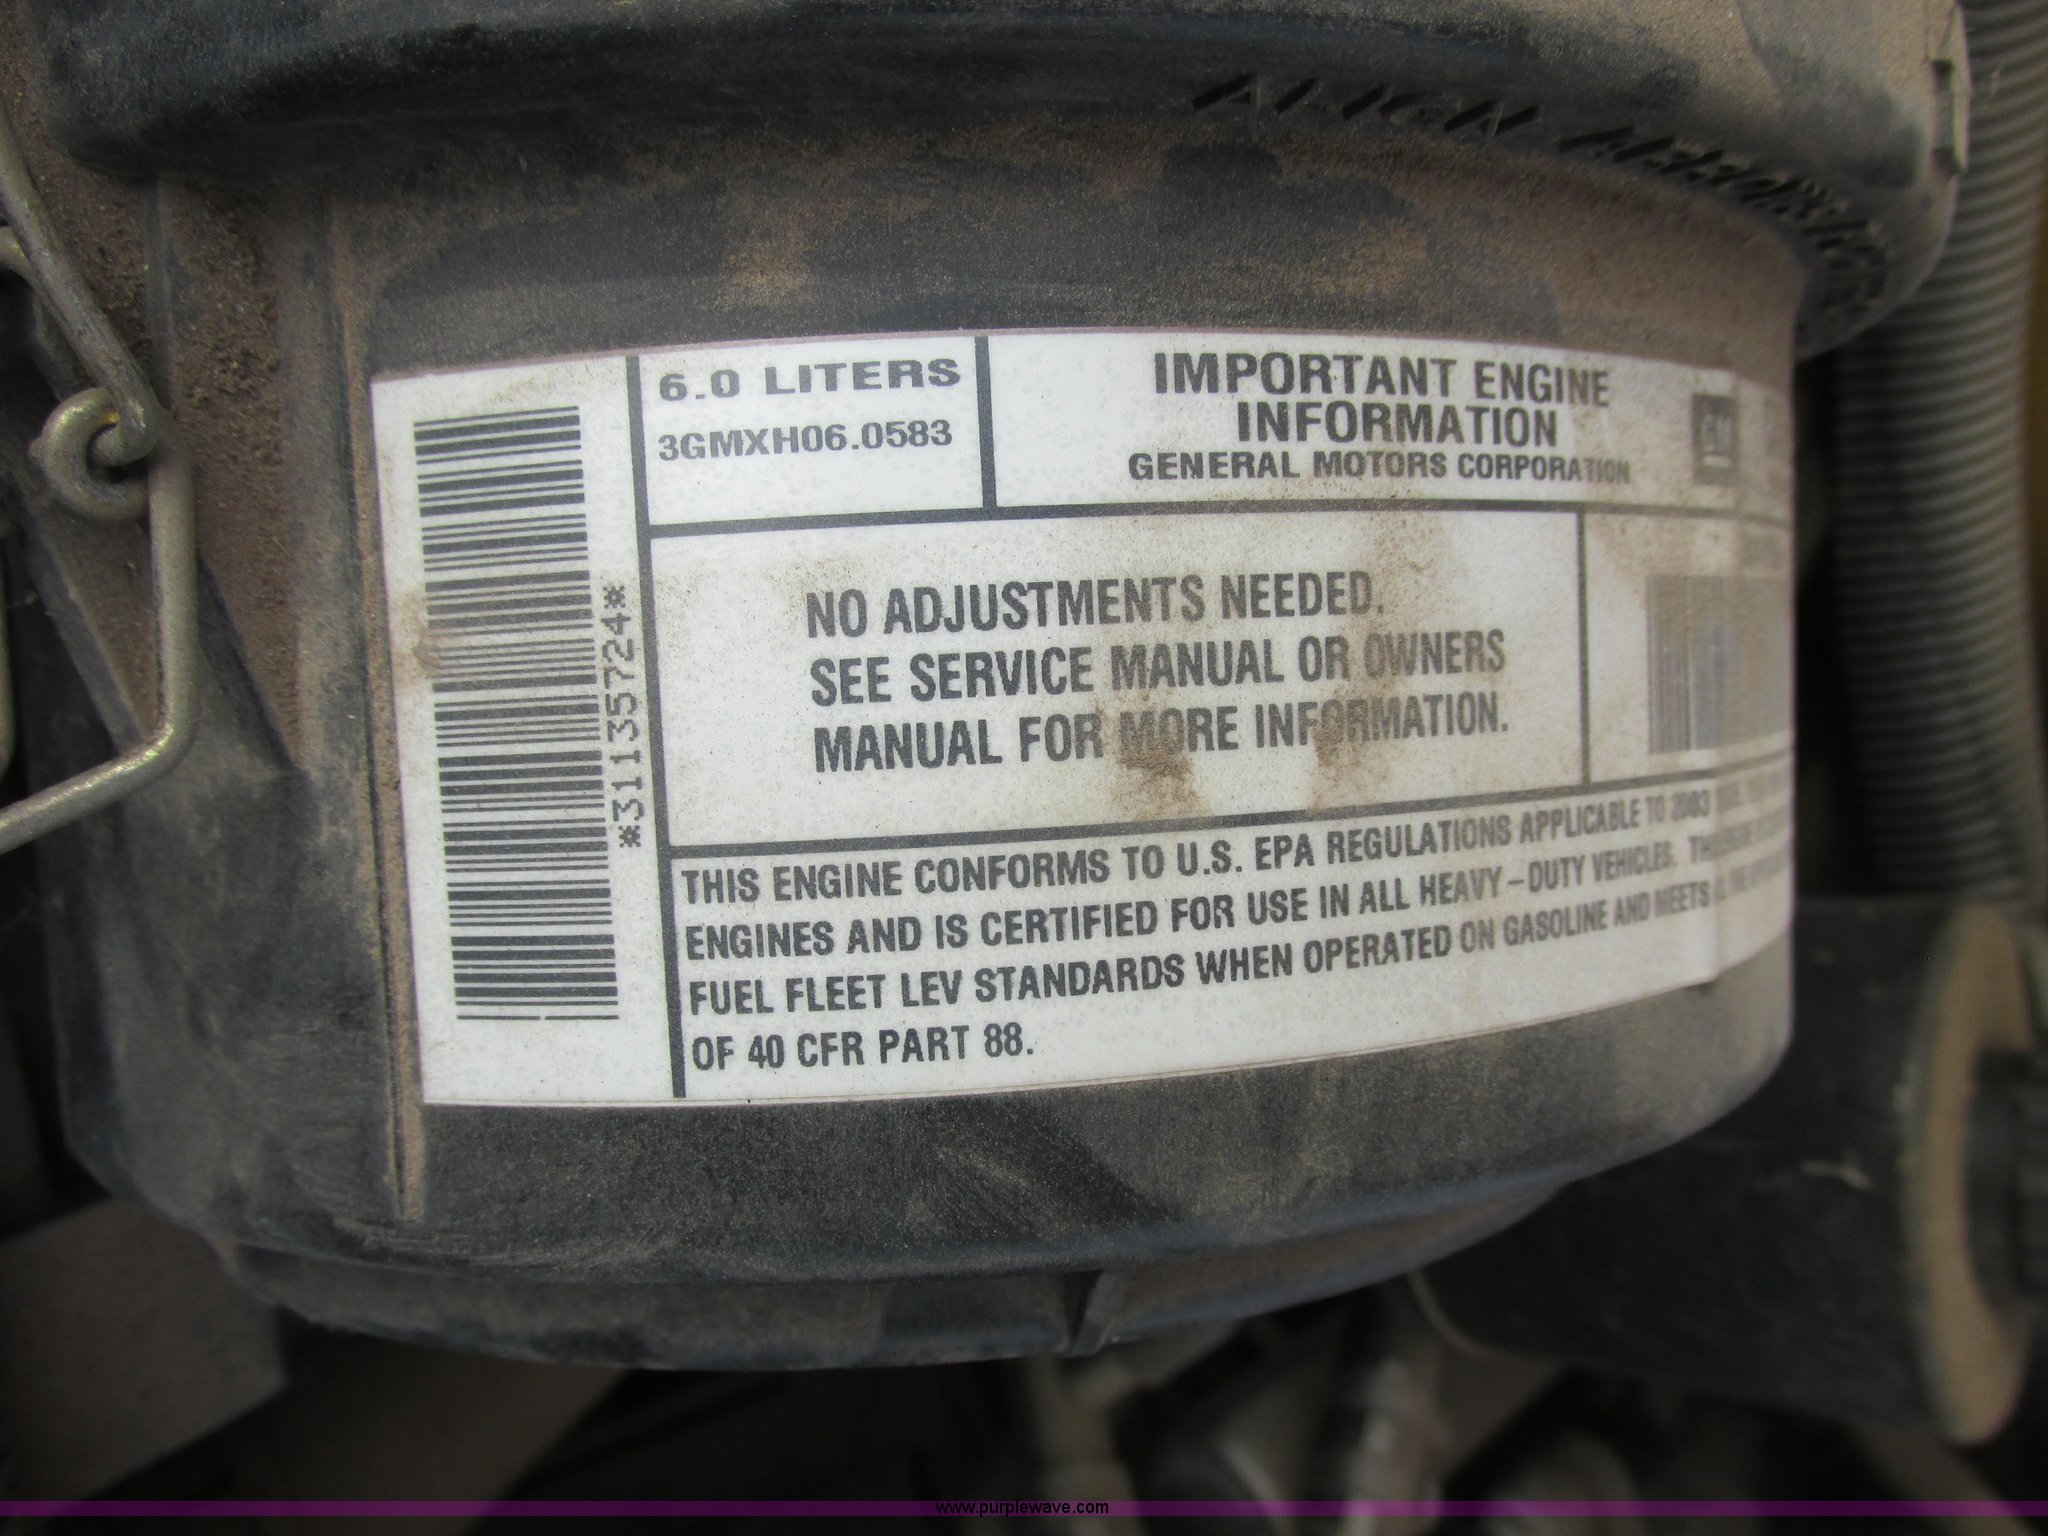 ALIGN ARROWS
6.0 LITERS
3GMXH06.0583
IMPORTANT ENGINE
INFORMATION
GENERAL MOTORS CORPORATION
GM
*31135724*
NO ADJUSTMENTS NEEDED.
SEE SERVICE MANUAL OR OWNERS
MANUAL FOR MORE INFORMATION.
THIS ENGINE CONFORMS TO U.S. EPA REGULATIONS APPLICABLE TO 2003
ENGINES AND IS CERTIFIED FOR USE IN ALL HEAVY-DUTY VEHICLES.
FUEL FLEET LEV STANDARDS WHEN OPERATED ON GASOLINE AND MEETS
OF 40 CFR PART 88.
www.purplewave.com